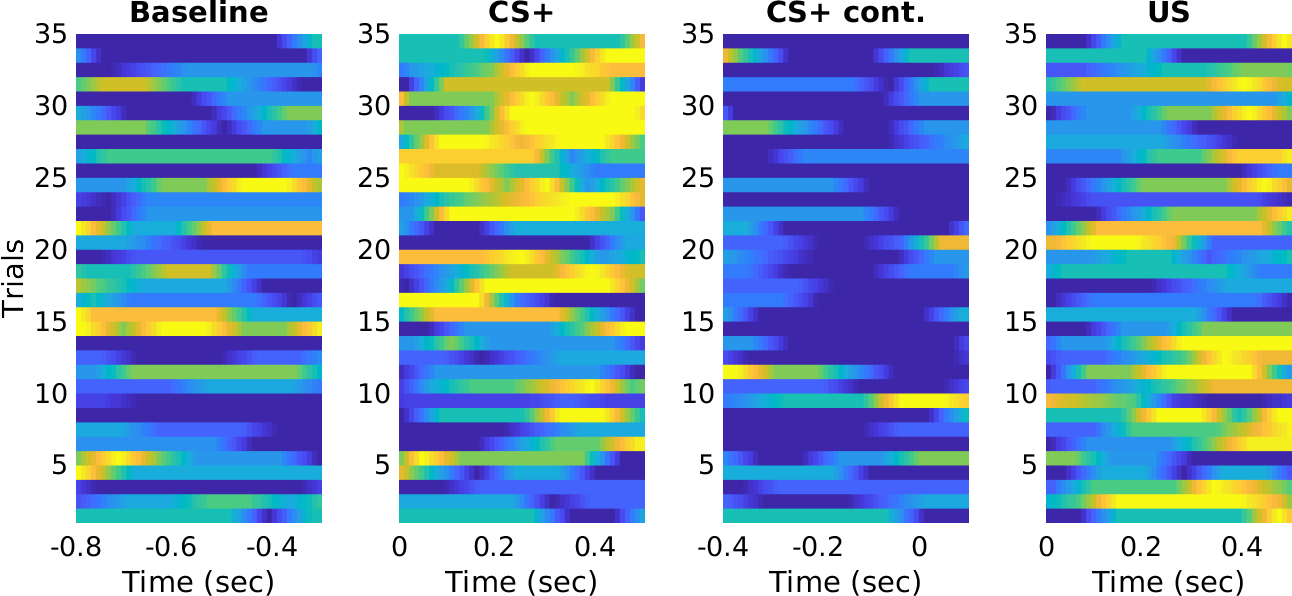 Baseline CS+ CS+ cont. US
35 35 35 35
30 30 30 30
25 25 25 25
20 20 20 20
15 15 15 15
10 10 10 10
5 5 5 5
Trials
-0.8 -0.6 -0.4 0 0.2 0.4 -0.4 -0.2 0 0 0.2 0.4
Time (sec) Time (sec) Time (sec) Time (sec)